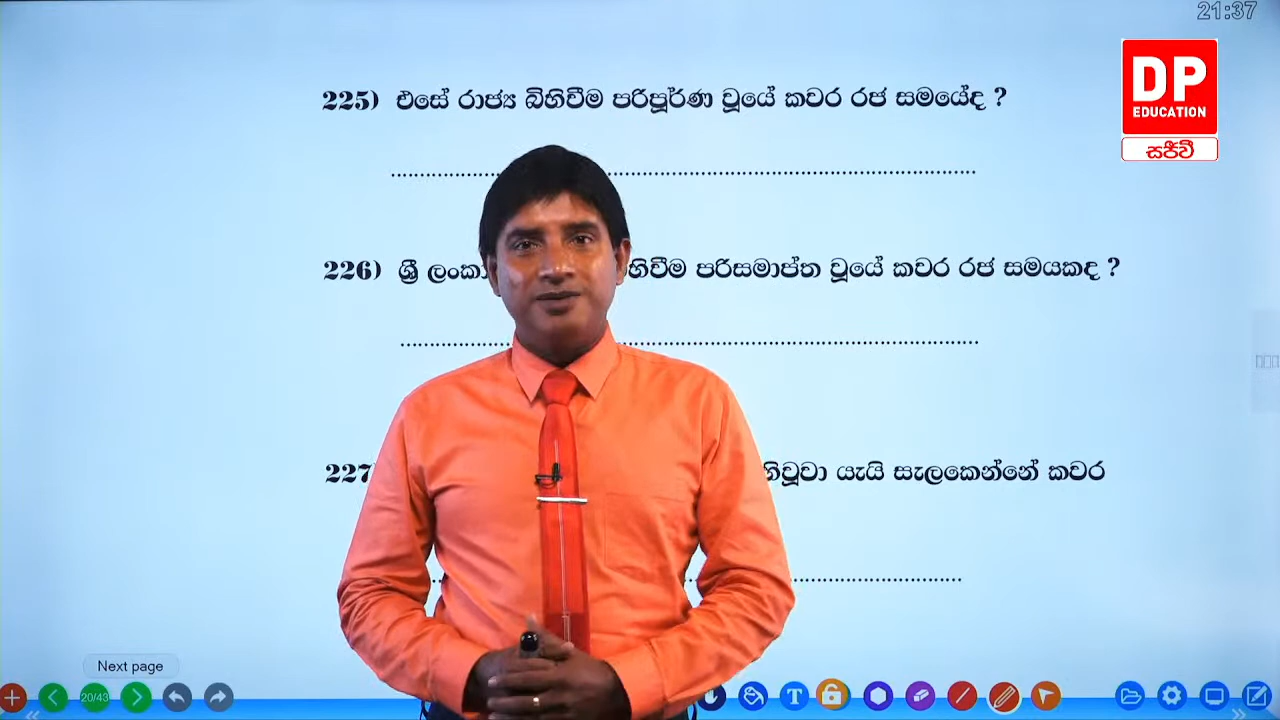 21:37
DP
EDUCATION
සජීවී
225) එසේ රාජ්‍ය බිහිවීම පරිපූර්ණ වූයේ කවර රජ සමයේද ?
226) ශ්‍රී ලංකා හිවීම පරිසමාප්ත වූයේ කවර රජ සමයකද ?
227 යැයි සැලකෙන්නේ කවර
Next page
20/43